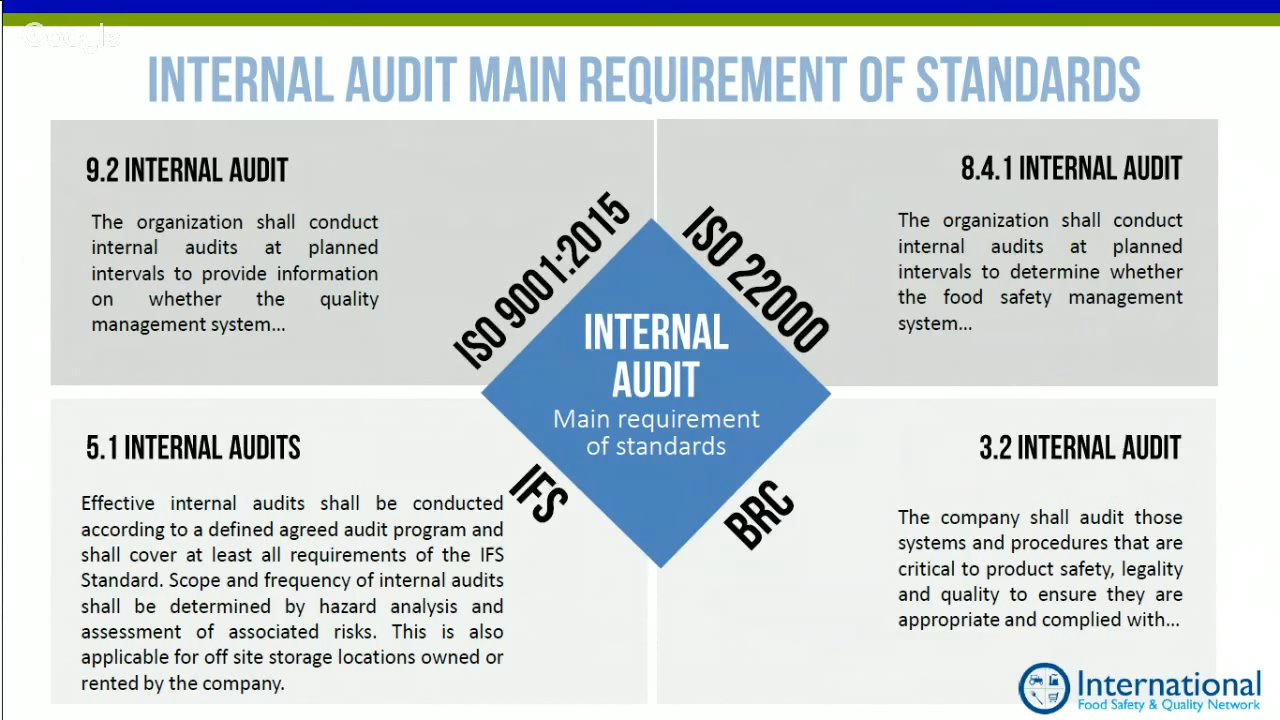 Google
INTERNAL AUDIT MAIN REQUIREMENT OF STANDARDS
9.2 INTERNAL AUDIT
The organization shall conduct
internal audits at planned
intervals to provide information
on whether the quality
management system...
8.4.1 INTERNAL AUDIT
The organization shall conduct
internal audits at planned
intervals to determine whether
the food safety management
system...
ISO 9001:2015
ISO 22000
INTERNAL
AUDIT
Main requirement
of standards
IFS
BRC
5.1 INTERNAL AUDITS
Effective internal audits shall be conducted
according to a defined agreed audit program and
shall cover at least all requirements of the IFS
Standard. Scope and frequency of internal audits
shall be determined by hazard analysis and
assessment of associated risks. This is also
applicable for off site storage locations owned or
rented by the company.
3.2 INTERNAL AUDIT
The company shall audit those
systems and procedures that are
critical to product safety, legality
and quality to ensure they are
appropriate and complied with...
International
Food Safety & Quality Network